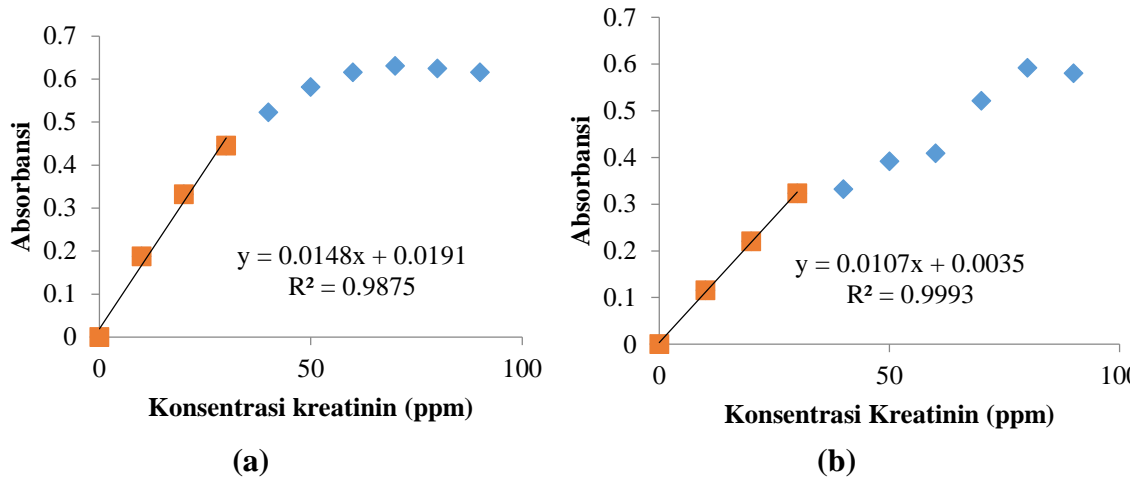 0.7
0.6
0.5
0.4
0.3
0.2
0.1
0
Absorbansi
y = 0.0148x + 0.0191
R² = 0.9875
0 50 100
Konsentrasi kreatinin (ppm)
(a)
0.7
0.6
0.5
0.4
0.3
0.2
0.1
0
Absorbansi
y = 0.0107x + 0.0035
R² = 0.9993
0 50 100
Konsentrasi Kreatinin (ppm)
(b)